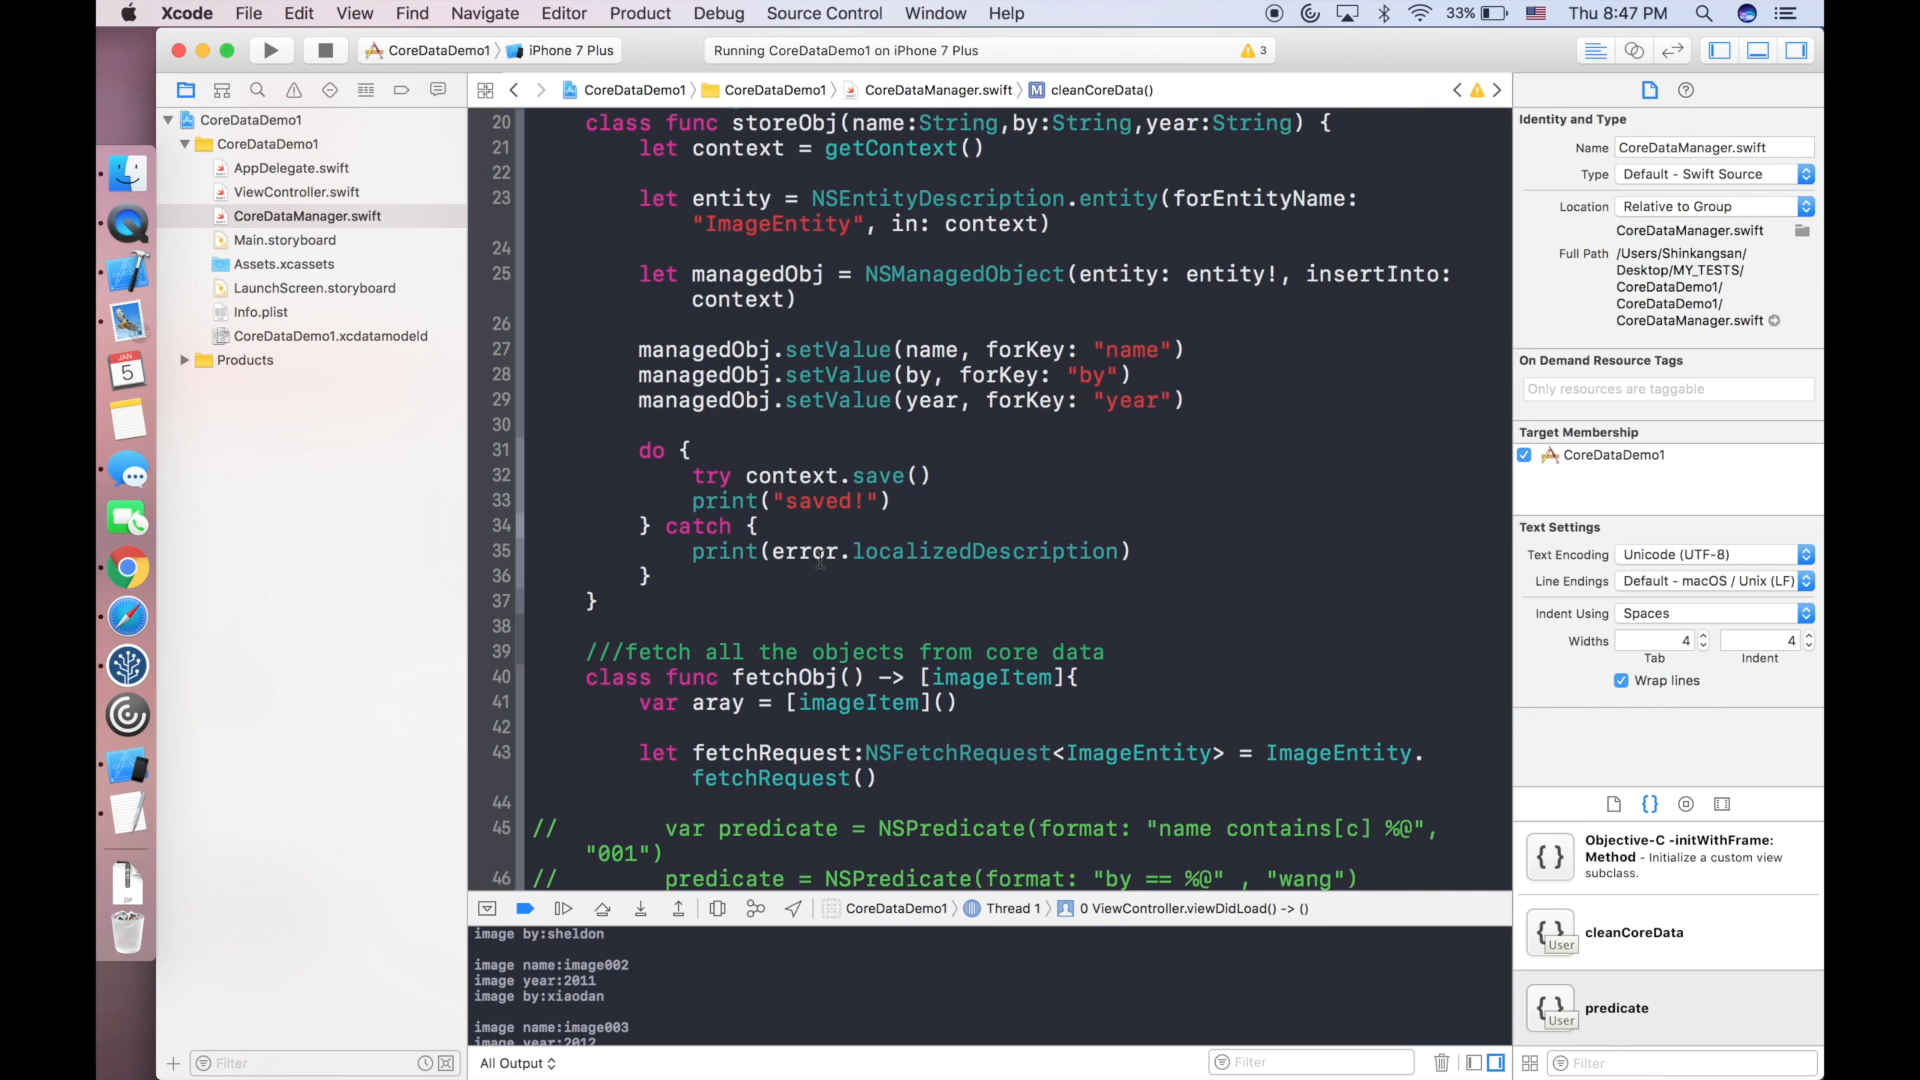 Xcode File Edit View Find Navigate Editor Product Debug Source Control Window Help 33% Thu 8:47 PM
CoreDataDemo1 iPhone 7 Plus Running CoreDataDemo1 on iPhone 7 Plus 3
CoreDataDemo1 CoreDataDemo1 CoreDataManager.swift M cleanCoreData()
CoreDataDemo1
CoreDataDemo1
AppDelegate.swift
ViewController.swift
CoreDataManager.swift
Main.storyboard
Assets.xcassets
LaunchScreen.storyboard
Info.plist
CoreDataDemo1.xcdatamodeld
Products
JAN
5
ZIP
Filter
20 class func storeObj(name:String,by:String,year:String) {
21 let context = getContext()
22
23 let entity = NSEntityDescription.entity(forEntityName:
"ImageEntity", in: context)
24
25 let managedObj = NSManagedObject(entity: entity!, insertInto:
context)
26
27 managedObj.setValue(name, forKey: "name")
28 managedObj.setValue(by, forKey: "by")
29 managedObj.setValue(year, forKey: "year")
30
31 do {
32 try context.save()
33 print("saved!")
34 } catch {
35 print(error.localizedDescription)
36 }
37 }
38
39 ///fetch all the objects from core data
40 class func fetchObj() -> [imageItem]{
41 var aray = [imageItem]()
42
43 let fetchRequest:NSFetchRequest<ImageEntity> = ImageEntity.
fetchRequest()
44
45 // var predicate = NSPredicate(format: "name contains[c] %@",
"001")
46 // predicate = NSPredicate(format: "by == %@" , "wang")
CoreDataDemo1 Thread 1 0 ViewController.viewDidLoad() -> ()
image by:sheldon
image name:image002
image year:2011
image by:xiaodan
image name:image003
image year:2012
All Output Filter
Identity and Type
Name CoreDataManager.swift
Type Default - Swift Source
Location Relative to Group
CoreDataManager.swift
Full Path /Users/Shinkangsan/
Desktop/MY_TESTS/
CoreDataDemo1/
CoreDataDemo1/
CoreDataManager.swift
On Demand Resource Tags
Only resources are taggable
Target Membership
CoreDataDemo1
Text Settings
Text Encoding Unicode (UTF-8)
Line Endings Default - macOS / Unix (LF)
Indent Using Spaces
Widths 4 4
Tab Indent
Wrap lines
{} Objective-C -initWithFrame:
Method - Initialize a custom view
subclass.
{} User cleanCoreData
{} User predicate
Filter